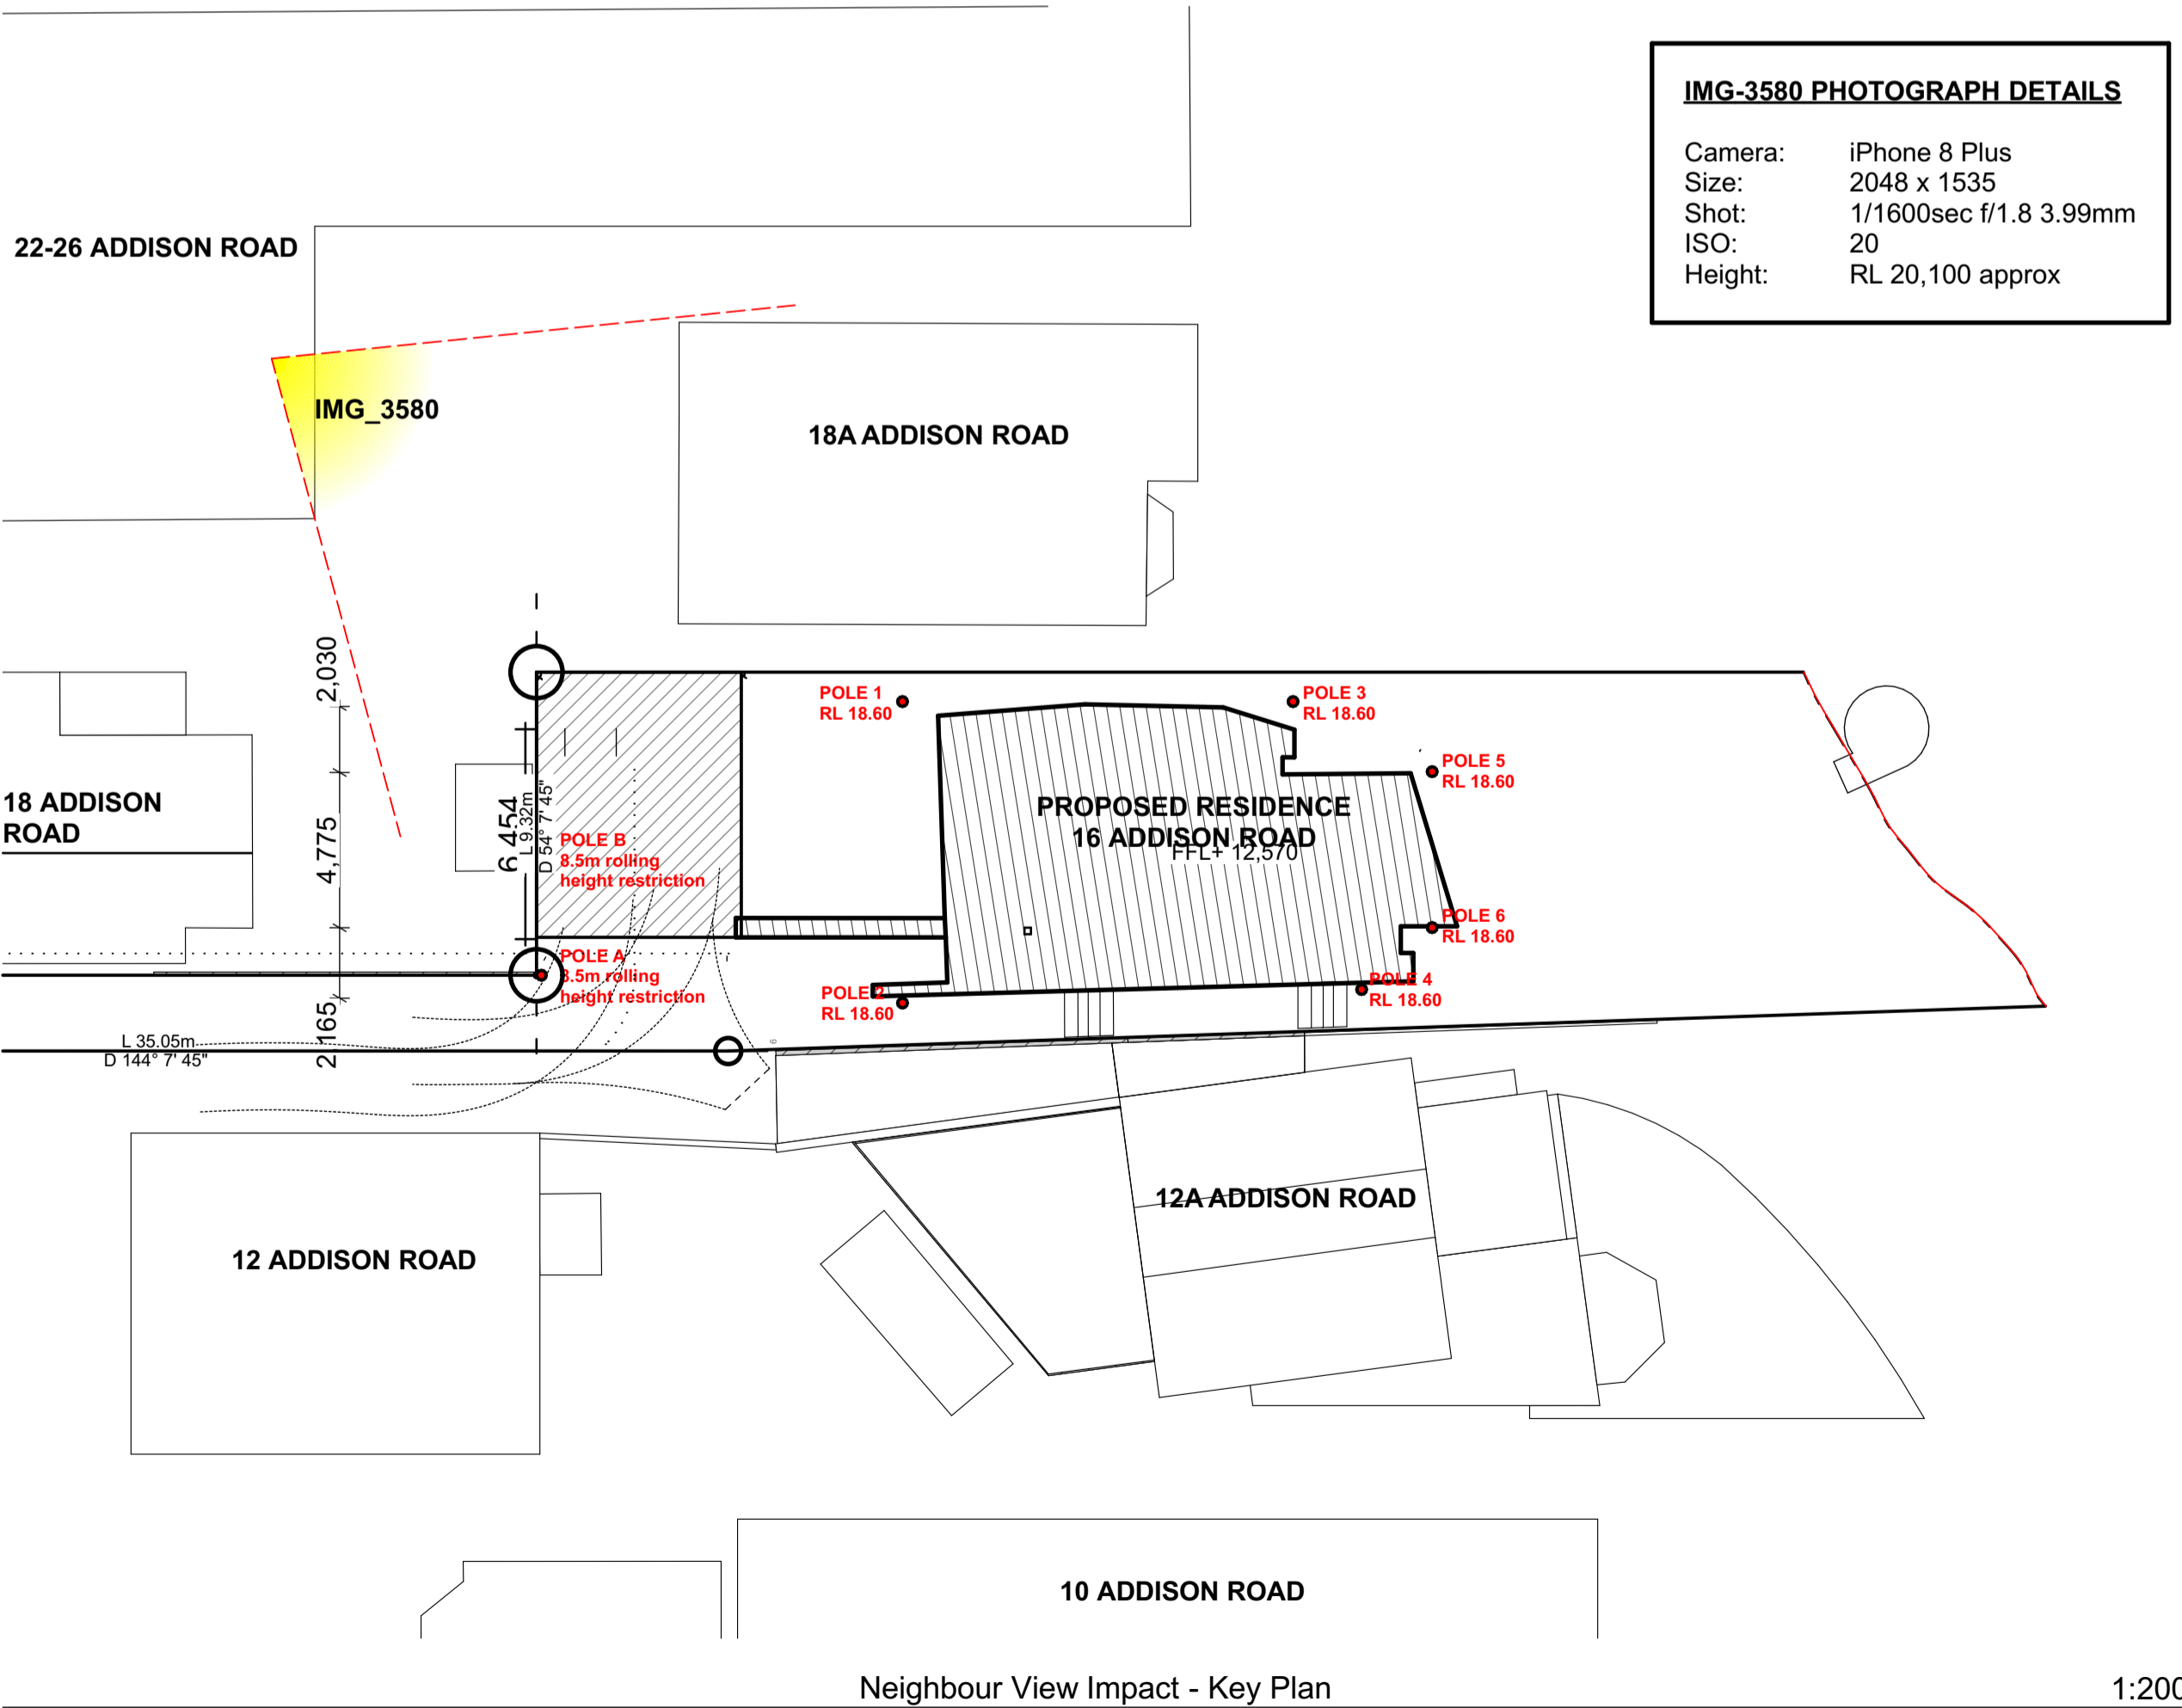 IMG-3580 PHOTOGRAPH DETAILS
Camera: iPhone 8 Plus
Size: 2048 x 1535
Shot: 1/1600sec f/1.8 3.99mm
ISO: 20
Height: RL 20,100 approx
22-26 ADDISON ROAD
IMG_3580
18A ADDISON ROAD
2,030
4,775
2,165
18 ADDISON
ROAD
6,454
L 9.32m
D 54° 7' 45"
POLE 1
RL 18.60
POLE 3
RL 18.60
POLE 5
RL 18.60
PROPOSED RESIDENCE
16 ADDISON ROAD
FFL+ 12,570
POLE B
8.5m rolling
height restriction
POLE 6
RL 18.60
POLE A
8.5m rolling
height restriction
POLE 2
RL 18.60
POLE 4
RL 18.60
L 35.05m
D 144° 7' 45"
12A ADDISON ROAD
12 ADDISON ROAD
10 ADDISON ROAD
Neighbour View Impact - Key Plan
1:200